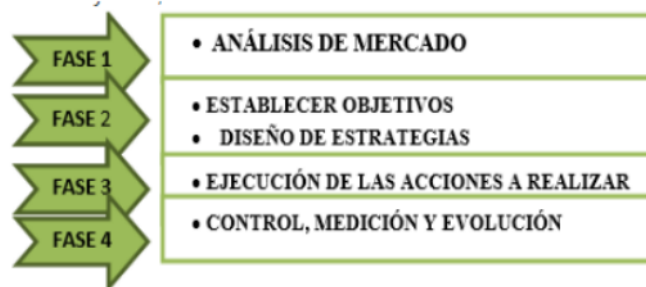 FASE 1
• ANÁLISIS DE MERCADO
FASE 2
• ESTABLECER OBJETIVOS
• DISEÑO DE ESTRATEGIAS
FASE 3
• EJECUCIÓN DE LAS ACCIONES A REALIZAR
FASE 4
• CONTROL, MEDICIÓN Y EVOLUCIÓN